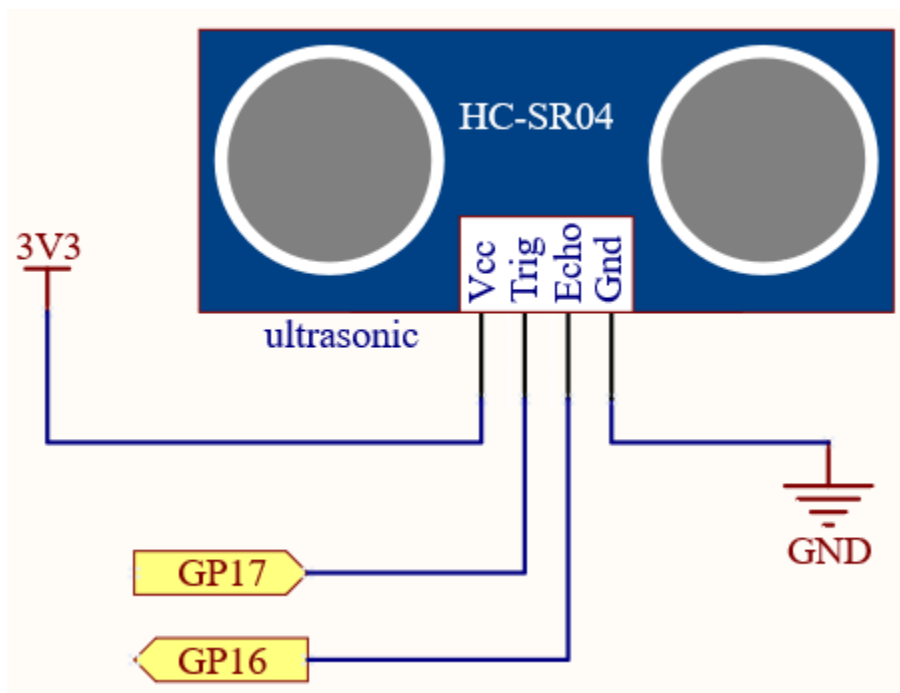 HC-SR04
3V3
Vcc
Trig
Echo
Gnd
ultrasonic
GND
GP17
GP16